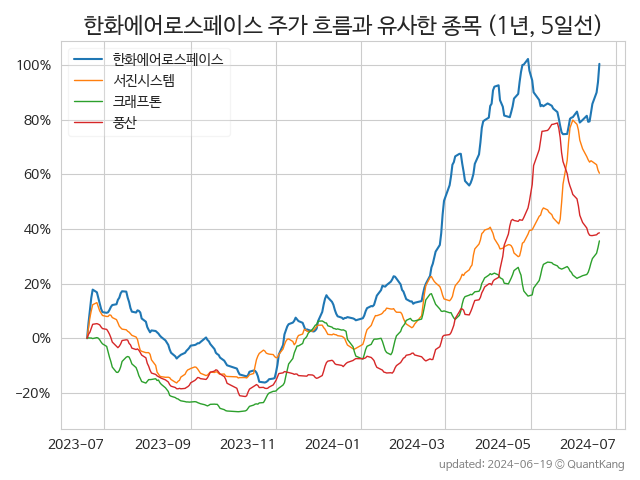 한화에어로스페이스 주가 흐름과 유사한 종목 (1년, 5일선)
한화에어로스페이스
서진시스템
크래프톤
풍산
100%
80%
60%
40%
20%
0%
−20%
2023-07 2023-09 2023-11 2024-01 2024-03 2024-05 2024-07
updated: 2024-06-19 © QuantKang